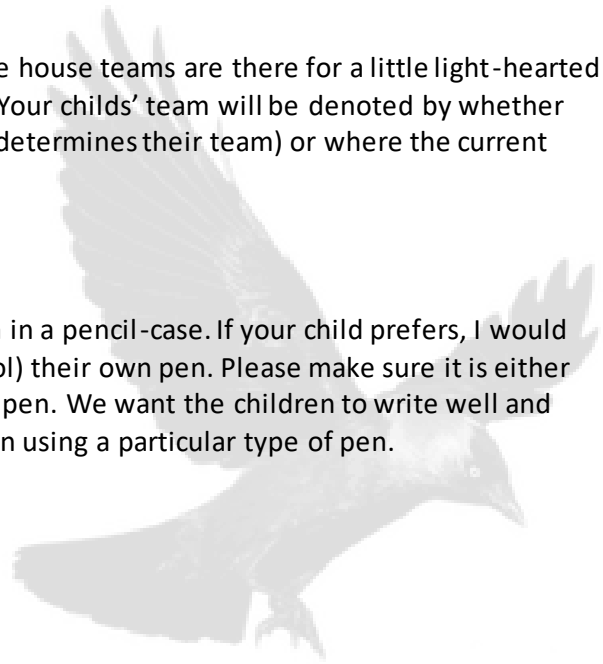 e house teams are there for a little light-hearted
Your childs’ team will be denoted by whether
determines their team) or where the current
in a pencil-case. If your child prefers, I would
ol) their own pen. Please make sure it is either
pen. We want the children to write well and
n using a particular type of pen.